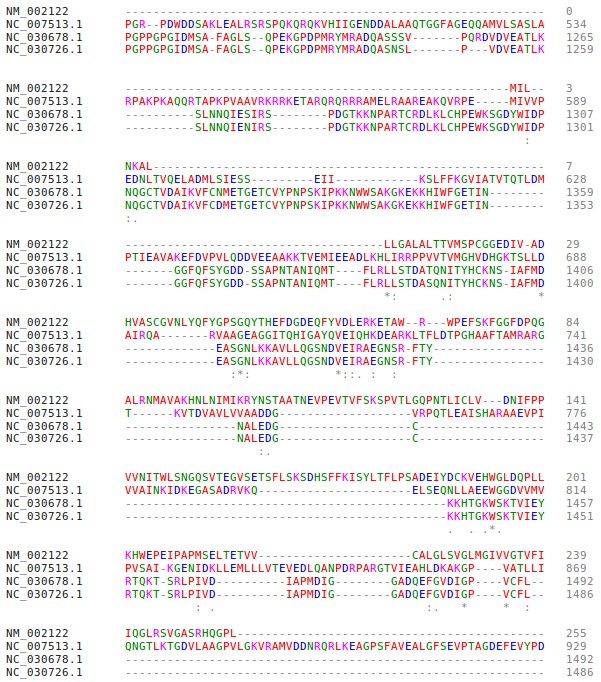 NM_002122 ------------------------------------------------------------ 0
NC_007513.1 PGR--PDWDDSAKLEALRSRSPQKQRQKVHIIGENDDALAAQTGGFAGEQQAMVLSASLA 534
NC_030678.1 PGPPGPGIDMSA-FAGLS--QPEKGPDPMRYMRADQASSSV-------PQRDVDVEATLK 1265
NC_030726.1 PGPPGPGIDMSA-FAGLS--QPEKGPDPMRYMRADQASNSL-------P---VDVEATLK 1259
NM_002122 -------------------------------------------------------MIL-- 3
NC_007513.1 RPAKPKAQQRTAPKPVAAVRKRRKETARQRQRRRAMELRAAREAKQVRPE-----MIVVP 589
NC_030678.1 ----------SLNNQIESIRS--------PDGTKKNPARTCRDLKLCHPEWKSGDYWIDP 1307
NC_030726.1 ----------SLNNQIENIRS--------PDGTKKNPARTCRDLKLCHPEWKSGDYWIDP 1301
:
NM_002122 NKAL-------------------------------------------------------- 7
NC_007513.1 EDNLTVQELADMLSIESS---------EII------------KSLFFKGVIATVTQTLDM 628
NC_030678.1 NQGCTVDAIKVFCNMETGETCVYPNPSKIPKKNWWSAKGKEKKHIWFGETIN-------- 1359
NC_030726.1 NQGCTVDAIKVFCDMETGETCVYPNPSKIPKKNWWSAKGKEKKHIWFGETIN-------- 1353
:.
NM_002122 -------------------------------------LLGALALTTVMSPCGGEDIV-AD 29
NC_007513.1 PTIEAVAKEFDVPVLQDDVEEAAKKTVEMIEEADLKHLIRRPPVVTVMGHVDHGKTSLLD 688
NC_030678.1 -------GGFQFSYGDD-SSAPNTANIQMT----FLRLLSTDATQNITYHCKNS-IAFMD 1406
NC_030726.1 -------GGFQFSYGDD-SSAPNTANIQMT----FLRLLSTDASQNITYHCKNS-IAFMD 1400
*: .: *
NM_002122 HVASCGVNLYQFYGPSGQYTHEFDGDEQFYVDLERKETAW--R---WPEFSKFGGFDPQG 84
NC_007513.1 AIRQA-------RVAAGEAGGITQHIGAYQVEIQHKDEARKLTFLDTPGHAAFTAMRARG 741
NC_030678.1 -------------EASGNLKKAVLLQGSNDVEIRAEGNSR-FTY---------------- 1436
NC_030726.1 -------------EASGNLKKAVLLQGSNDVEIRAEGNSR-FTY---------------- 1430
:*: *::. : :
NM_002122 ALRNMAVAKHNLNIMIKRYNSTAATNEVPEVTVFSKSPVTLGQPNTLICLV---DNIFPP 141
NC_007513.1 T------KVTDVAVLVVAADDG-------------------VRPQTLEAISHARAAEVPI 776
NC_030678.1 ----------------NALEDG-------------------C------------------ 1443
NC_030726.1 ----------------NALEDG-------------------C------------------ 1437
:.
NM_002122 VVNITWLSNGQSVTEGVSETSFLSKSDHSFFKISYLTFLPSADEIYDCKVEHWGLDQPLL 201
NC_007513.1 VVAINKIDKEGASADRVKQ----------------------ELSEQNLLAEEWGGDVVMV 814
NC_030678.1 ----------------------------------------------KKHTGKWSKTVIEY 1457
NC_030726.1 ----------------------------------------------KKHTGKWSKTVIEY 1451
. . .*.
NM_002122 KHWEPEIPAPMSELTETVV----------------------CALGLSVGLMGIVVGTVFI 239
NC_007513.1 PVSAI-KGENIDKLLEMLLLVTEVEDLQANPDRPARGTVIEAHLDKAKGP----VATLLI 869
NC_030678.1 RTQKT-SRLPIVD----------IAPMDIG--------GADQEFGVDIGP----VCFL-- 1492
NC_030726.1 RTQKT-SRLPIVD----------IAPMDIG--------GADQEFGVDIGP----VCFL-- 1486
: . :. * * :
NM_002122 IQGLRSVGASRHQGPL-------------------------------------------- 255
NC_007513.1 QNGTLKTGDVLAAGPVLGKVRAMVDDNRQRLKEAGPSFAVEALGFSEVPTAGDEFEVYPD 929
NC_030678.1 ------------------------------------------------------------ 1492
NC_030726.1 ------------------------------------------------------------ 1486